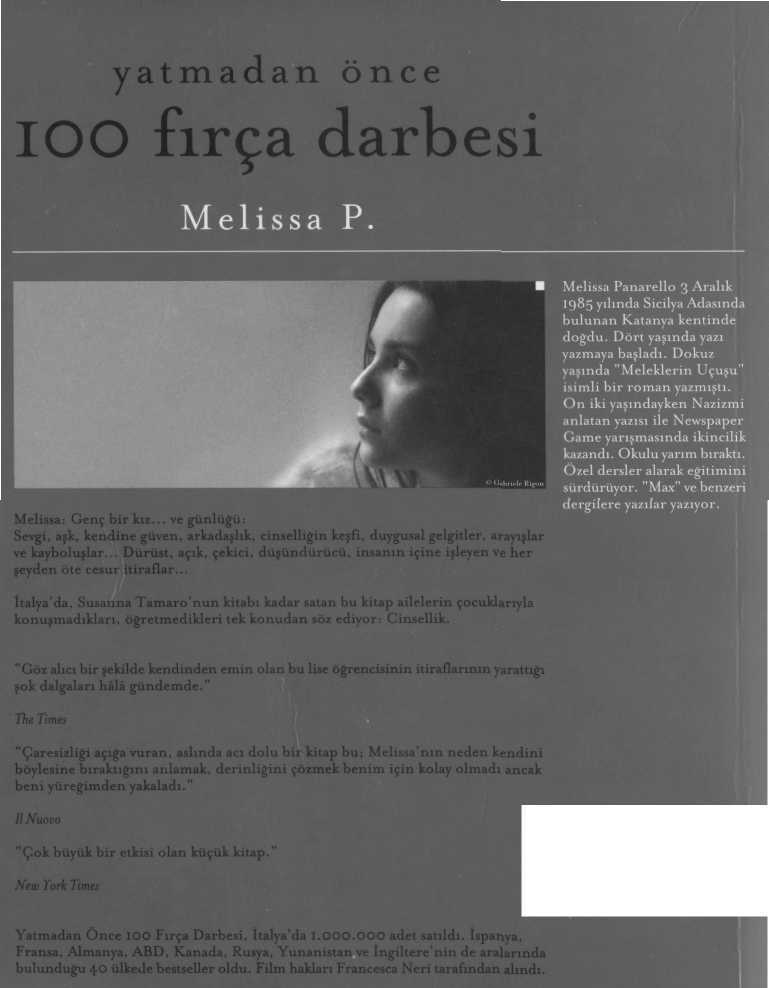 yatmadan önce
100 fırça darbesi
Melissa P.
© Gabriele Rigon
Melissa Panarello 3 Aralık
1985 yılında Sicilya Adasında
bulunan Katanya kentinde
doğdu. Dört yaşında yazı
yazmaya başladı. Dokuz
yaşında "Meleklerin Uçuşu"
isimli bir roman yazmıştı.
On iki yaşındayken Nazizmi
anlatan yazısı ile Newspaper
Game yarışmasında ikincilik
kazandı. Okulu yarım bıraktı.
Özel dersler alarak eğitimini
sürdürüyor. "Max" ve benzeri
dergilere yazılar yazıyor.
Melissa: Genç bir kız... ve günlüğü:
Sevgi, aşk, kendine güven, arkadaşlık, cinselliğin keşfi, duygusal gelgitler, arayışlar
ve kayboluşlar... Dürüst, açık, çekici, düşündürücü, insanın içine işleyen ve her
şeyden öte cesur itiraflar...
İtalya'da, Susanna Tamaro'nun kitabı kadar satan bu kitap ailelerin çocuklarıyla
konuşmadıkları, öğretmedikleri tek konudan söz ediyor: Cinsellik.
"Göz alıcı bir şekilde kendinden emin olan bu lise öğrencisinin itiraflarının yarattığı
şok dalgaları hâlâ gündemde."
The Times
"Çaresizliği açığa vuran, aslında acı dolu bir kitap bu; Melissa'nın neden kendini
böylesine bıraktığını anlamak, derinliğini çözmek benim için kolay olmadı ancak
beni yüreğimden yakaladı."
Il Nuovo
"Çok büyük bir etkisi olan küçük kitap."
New York Times
Yatmadan Önce 100 Fırça Darbesi, İtalya'da 1.000.000 adet satıldı. İspanya,
Fransa, Almanya, ABD, Kanada, Rusya, Yunanistan ve İngiltere'nin de aralarında
bulunduğu 40 ülkede bestseller oldu. Film hakları Francesca Neri tarafından alındı.